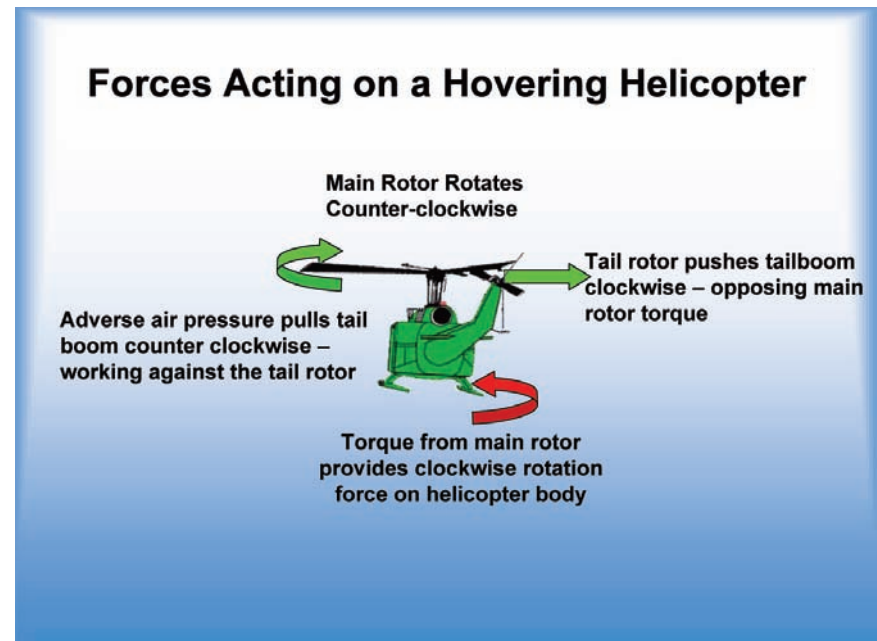 Forces Acting on a Hovering Helicopter
Main Rotor Rotates
Counter-clockwise
Tail rotor pushes tailboom
clockwise – opposing main
rotor torque
Adverse air pressure pulls tail
boom counter clockwise –
working against the tail rotor
Torque from main rotor
provides clockwise rotation
force on helicopter body